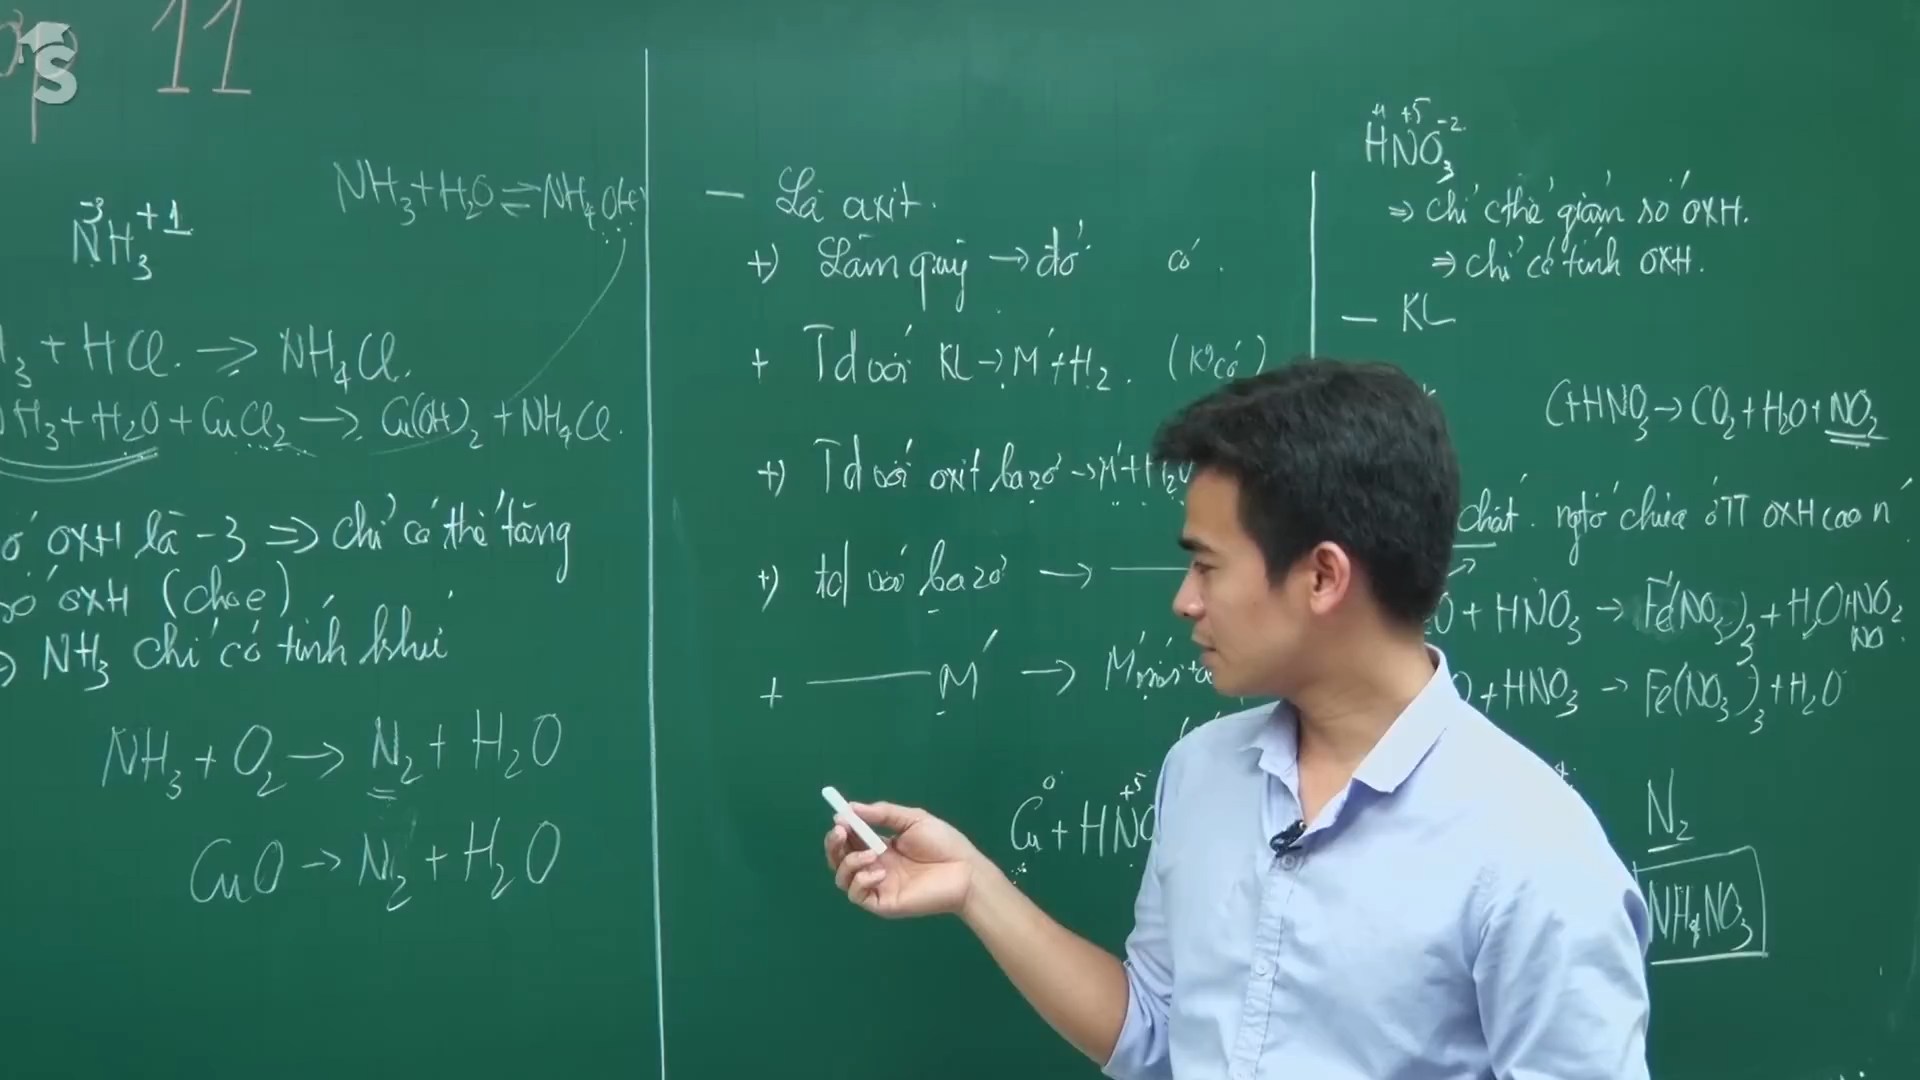 11
S
NH₃ + H₂O ⇌ NH₄OH
-3 +1
NH₃
₃ + HCl → NH₄Cl.
H₃ + H₂O + CuCl₂ → Cu(OH)₂ + NH₄Cl.
số oxH là -3 ⇒ chỉ có thể tăng
số oxH (cho e)
⇒ NH₃ chỉ có tính khử
NH₃ + O₂ → N₂ + H₂O
CuO → N₂ + H₂O
— Là axit.
+) Làm quỳ → đỏ có.
+ Td với KL → M' + H₂. (K° có)
+) Td với oxit bazơ → M' + H₂O
+) td với bazơ → —
+ — M' → M' mới
0 +5
Cu + HNO
+1 +5 -2
HNO₃
⇒ chỉ cthể giảm số oxH.
⇒ chỉ có tính oxH.
— KL
C + HNO₃ → CO₂ + H₂O + NO₂
chất. ngtố chưa ở TT oxH cao n
O + HNO₃ → Fe(NO₃)₃ + H₂O + NO₂
NO
+ HNO₃ → Fe(NO₃)₃ + H₂O
N₂
NH₄NO₃